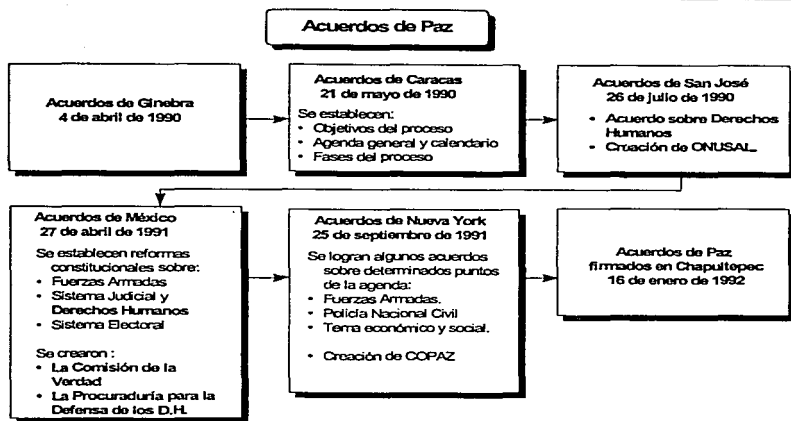 Acuerdos de Paz
Acuerdos de Ginebra
4 de abril de 1990
Acuerdos de Caracas
21 de mayo de 1990
Se establecen:
• Objetivos del proceso
• Agenda general y calendario
• Fases del proceso
Acuerdos de San José
26 de julio de 1990
• Acuerdo sobre Derechos
Humanos
• Creación de ONUSAL.
Acuerdos de México
27 de abril de 1991
Se establecen reformas
constitucionales sobre:
• Fuerzas Armadas
• Sistema Judicial y
Derechos Humanos
• Sistema Electoral
Se crearon :
• La Comisión de la
Verdad
• La Procuraduría para la
Defensa de los D.H.
Acuerdos de Nueva York
25 de septiembre de 1991
Se logran algunos acuerdos
sobre determinados puntos
de la agenda:
• Fuerzas Armadas.
• Policía Nacional Civil
• Tema económico y social.
• Creación de COPAZ
Acuerdos de Paz
firmados en Chapultepec
16 de enero de 1992